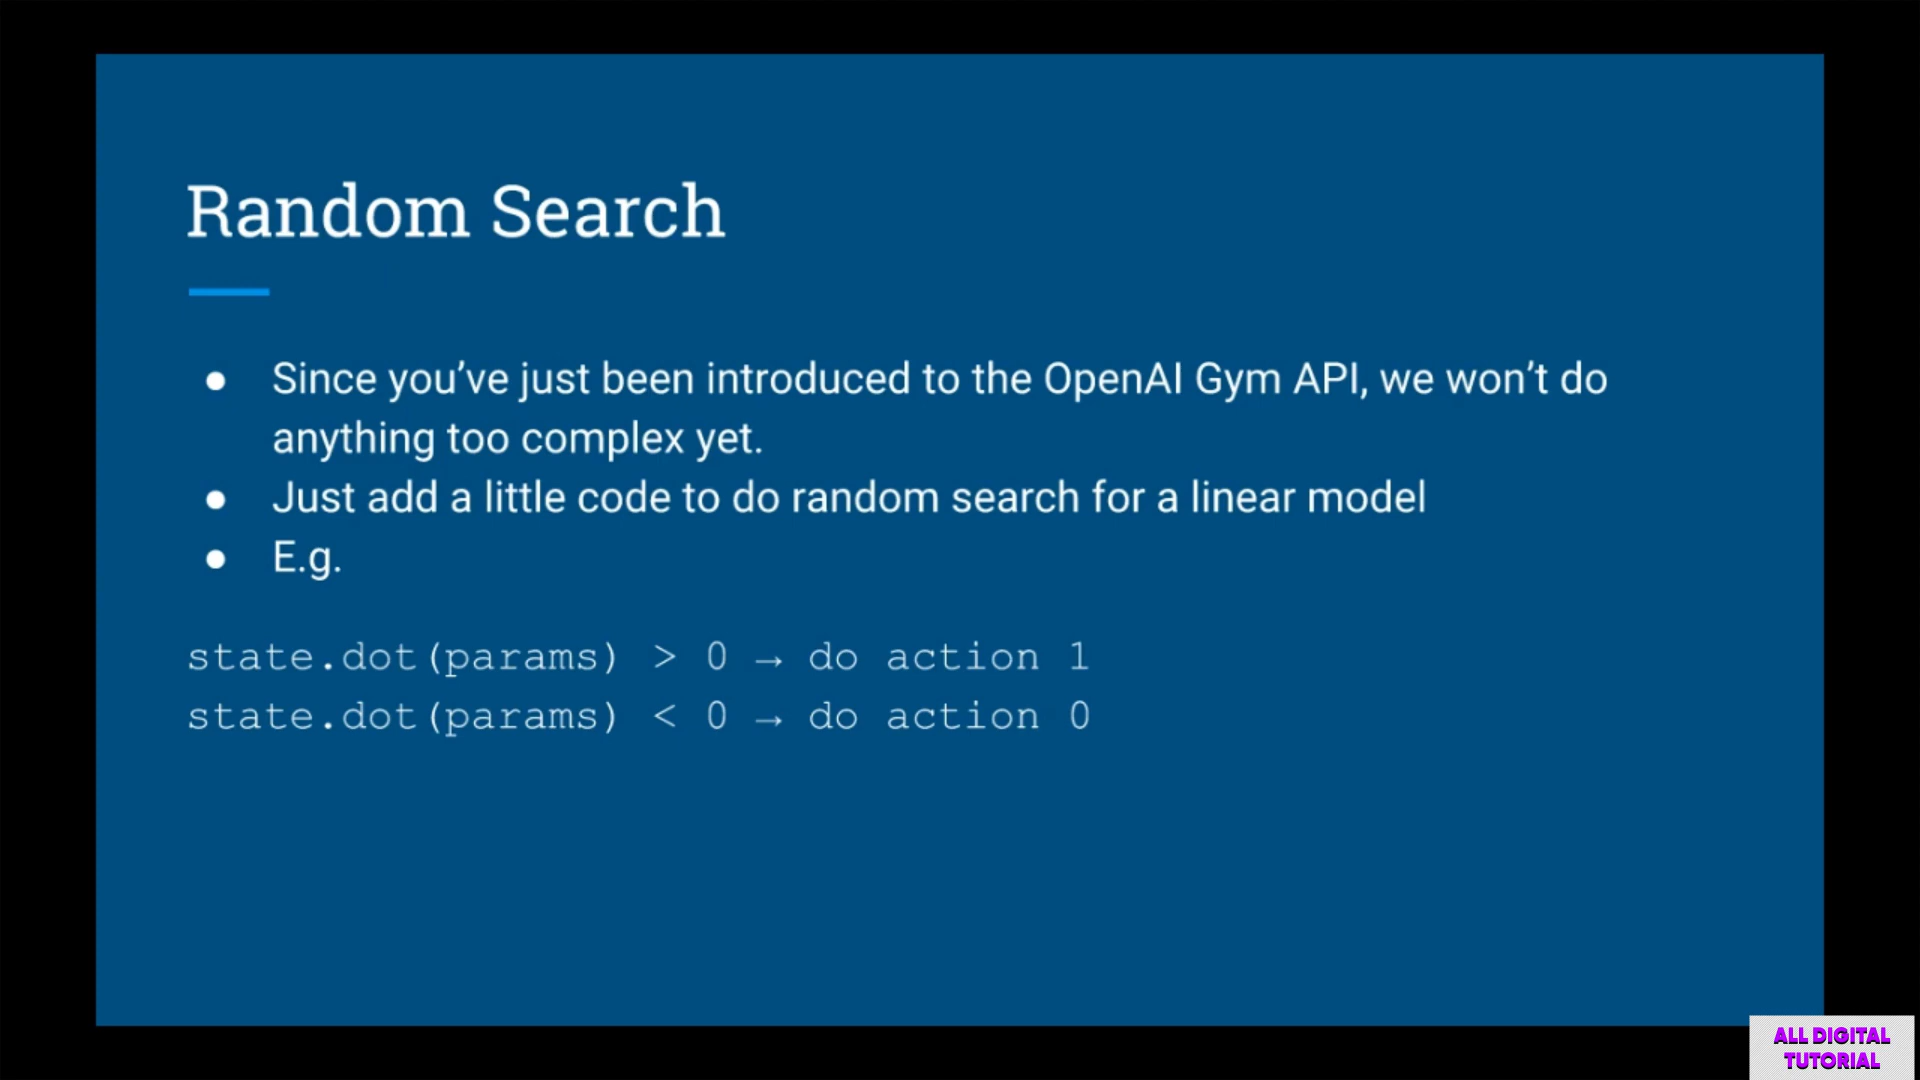 Random Search
● Since you've just been introduced to the OpenAI Gym API, we won't do
anything too complex yet.
● Just add a little code to do random search for a linear model
● E.g.
state.dot(params) > 0 → do action 1
state.dot(params) < 0 → do action 0
ALL DIGITAL
TUTORIAL